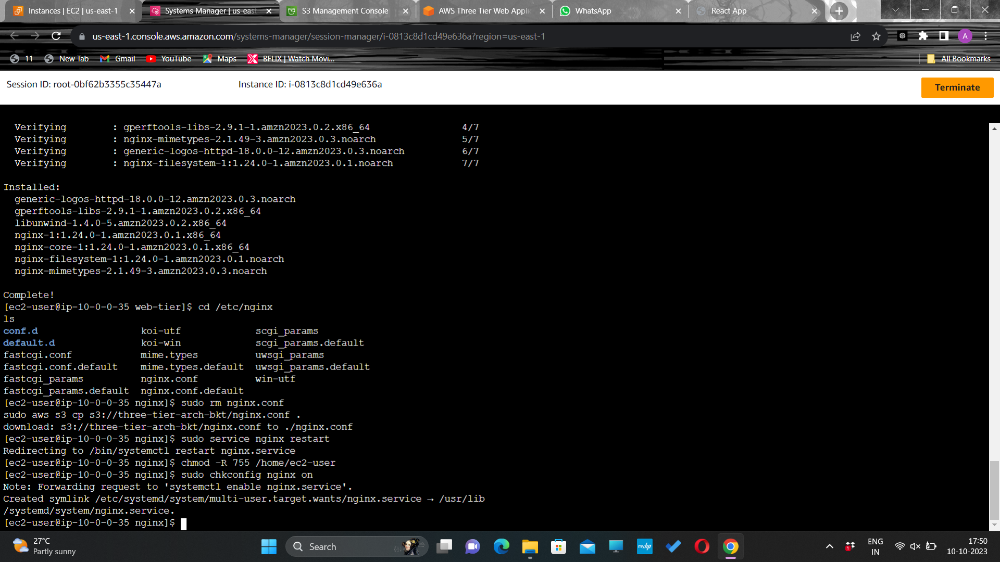 Instances | EC2 | us-east-1
Systems Manager | us-east
S3 Management Console
AWS Three Tier Web Applic
WhatsApp
React App
us-east-1.console.aws.amazon.com/systems-manager/session-manager/i-0813c8d1cd49e636a?region=us-east-1
A
11
New Tab
Gmail
YouTube
Maps
BFLIX | Watch Movi...
All Bookmarks
Session ID: root-0bf62b3355c35447a
Instance ID: i-0813c8d1cd49e636a
Terminate
Verifying : gperftools-libs-2.9.1-1.amzn2023.0.2.x86_64 4/7
Verifying : nginx-mimetypes-2.1.49-3.amzn2023.0.3.noarch 5/7
Verifying : generic-logos-httpd-18.0.0-12.amzn2023.0.3.noarch 6/7
Verifying : nginx-filesystem-1:1.24.0-1.amzn2023.0.1.noarch 7/7
Installed:
generic-logos-httpd-18.0.0-12.amzn2023.0.3.noarch
gperftools-libs-2.9.1-1.amzn2023.0.2.x86_64
libunwind-1.4.0-5.amzn2023.0.2.x86_64
nginx-1:1.24.0-1.amzn2023.0.1.x86_64
nginx-core-1:1.24.0-1.amzn2023.0.1.x86_64
nginx-filesystem-1:1.24.0-1.amzn2023.0.1.noarch
nginx-mimetypes-2.1.49-3.amzn2023.0.3.noarch
Complete!
[ec2-user@ip-10-0-0-35 web-tier]$ cd /etc/nginx
ls
conf.d koi-utf scgi_params
default.d koi-win scgi_params.default
fastcgi.conf mime.types uwsgi_params
fastcgi.conf.default mime.types.default uwsgi_params.default
fastcgi_params nginx.conf win-utf
fastcgi_params.default nginx.conf.default
[ec2-user@ip-10-0-0-35 nginx]$ sudo rm nginx.conf
sudo aws s3 cp s3://three-tier-arch-bkt/nginx.conf .
download: s3://three-tier-arch-bkt/nginx.conf to ./nginx.conf
[ec2-user@ip-10-0-0-35 nginx]$ sudo service nginx restart
Redirecting to /bin/systemctl restart nginx.service
[ec2-user@ip-10-0-0-35 nginx]$ chmod -R 755 /home/ec2-user
[ec2-user@ip-10-0-0-35 nginx]$ sudo chkconfig nginx on
Note: Forwarding request to 'systemctl enable nginx.service'.
Created symlink /etc/systemd/system/multi-user.target.wants/nginx.service → /usr/lib
/systemd/system/nginx.service.
[ec2-user@ip-10-0-0-35 nginx]$
27°C
Partly sunny
Search
myhp
1
ENG
IN
17:50
10-10-2023